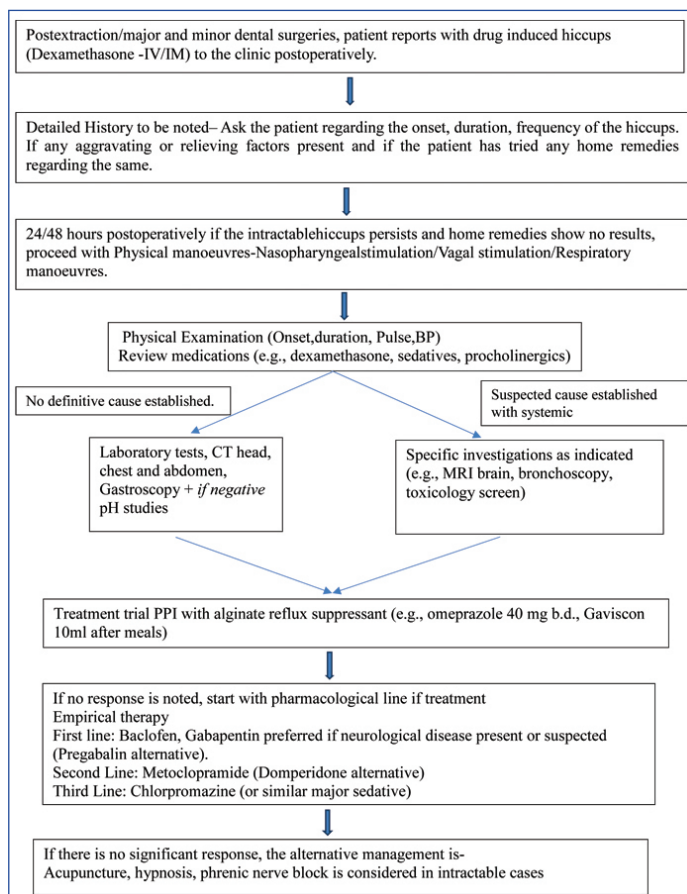 Postextraction/major and minor dental surgeries, patient reports with drug induced hiccups
(Dexamethasone -IV/IM) to the clinic postoperatively.
Detailed History to be noted– Ask the patient regarding the onset, duration, frequency of the hiccups.
If any aggravating or relieving factors present and if the patient has tried any home remedies
regarding the same.
24/48 hours postoperatively if the intractablehiccups persists and home remedies show no results,
proceed with Physical manoeuvres-Nasopharyngealstimulation/Vagal stimulation/Respiratory
manoeuvres.
Physical Examination (Onset,duration, Pulse,BP)
Review medications (e.g., dexamethasone, sedatives, procholinergics)
No definitive cause established.
Suspected cause established
with systemic
Laboratory tests, CT head,
chest and abdomen,
Gastroscopy + if negative
pH studies
Specific investigations as indicated
(e.g., MRI brain, bronchoscopy,
toxicology screen)
Treatment trial PPI with alginate reflux suppressant (e.g., omeprazole 40 mg b.d., Gaviscon
10ml after meals)
If no response is noted, start with pharmacological line if treatment
Empirical therapy
First line: Baclofen, Gabapentin preferred if neurological disease present or suspected
(Pregabalin alternative).
Second Line: Metoclopramide (Domperidone alternative)
Third Line: Chlorpromazine (or similar major sedative)
If there is no significant response, the alternative management is-
Acupuncture, hypnosis, phrenic nerve block is considered in intractable cases